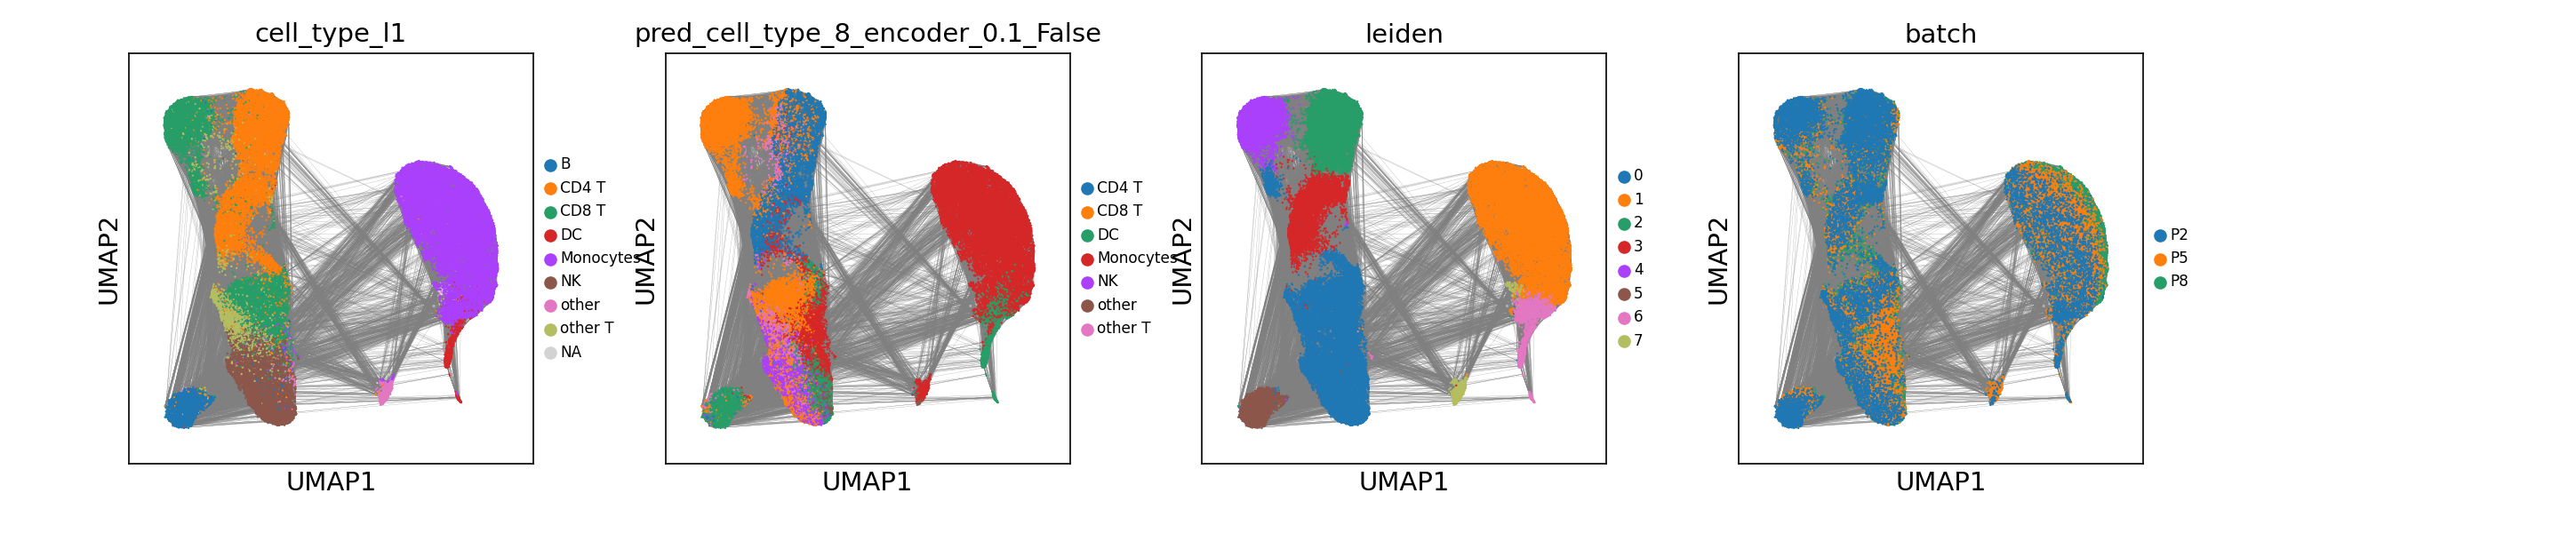 cell_type_l1
UMAP2
UMAP1
B
CD4 T
CD8 T
DC
Monocytes
NK
other
other T
NA
pred_cell_type_8_encoder_0.1_False
UMAP2
UMAP1
CD4 T
CD8 T
DC
Monocytes
NK
other
other T
leiden
UMAP2
UMAP1
0
1
2
3
4
5
6
7
batch
UMAP2
UMAP1
P2
P5
P8